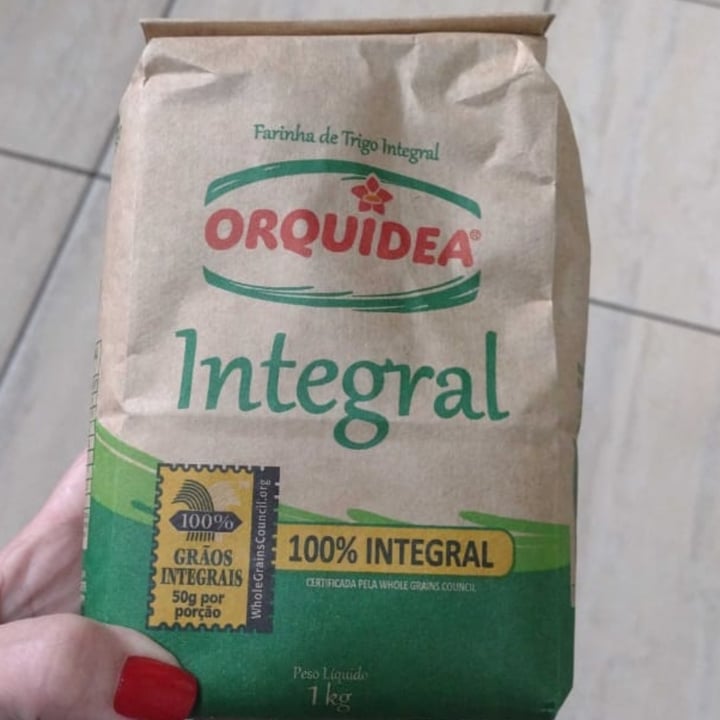 Farinha de Trigo Integral
ORQUÍDEA®
Integral
100%
GRÃOS
INTEGRAIS
50g por
porção
WholeGrainsCouncil.org
100% INTEGRAL
CERTIFICADA PELA WHOLE GRAINS COUNCIL
Peso Líquido
1 kg